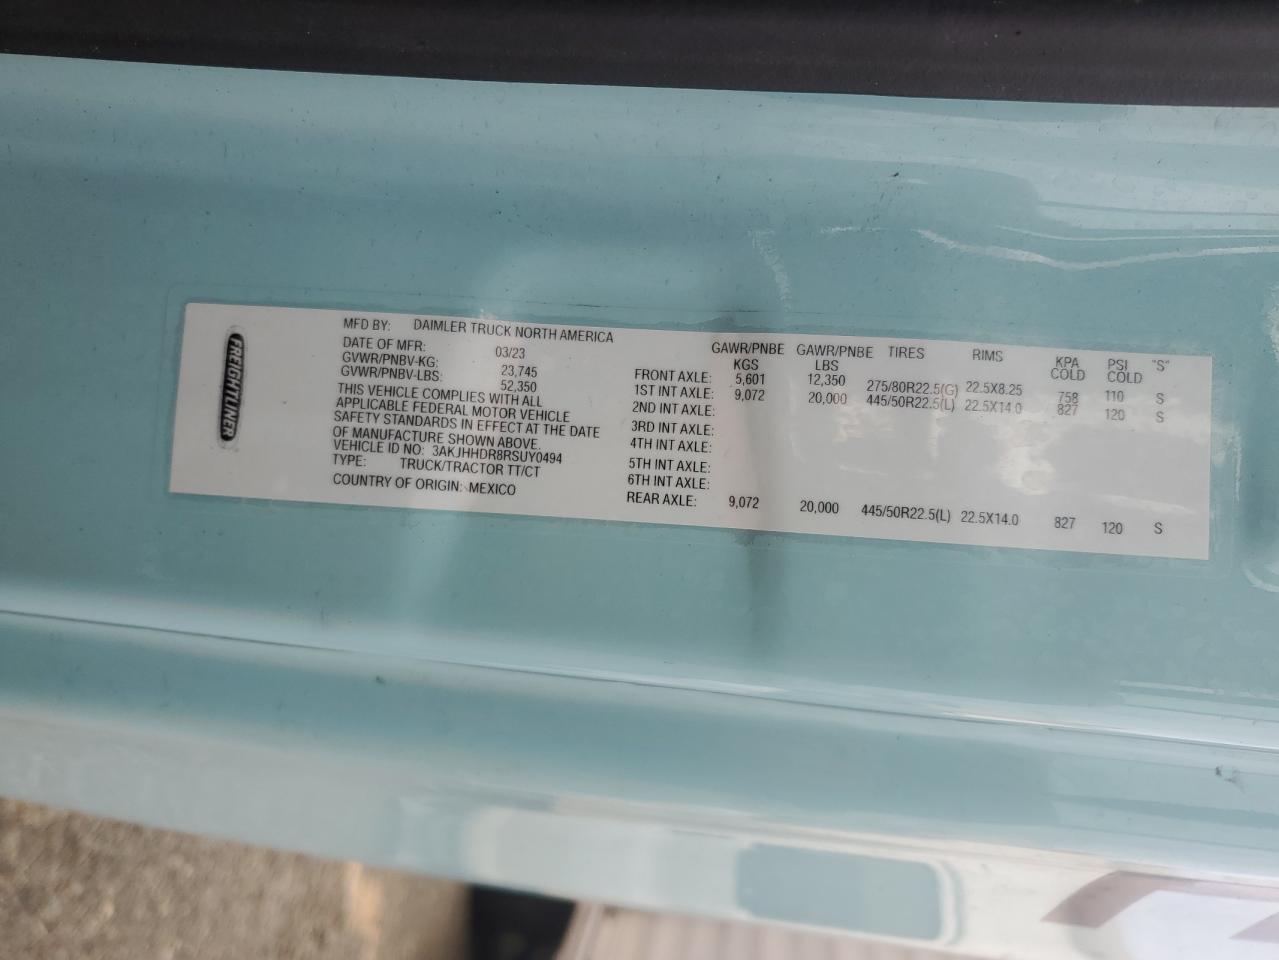 FREIGHTLINER
MFD BY: DAIMLER TRUCK NORTH AMERICA
DATE OF MFR: 03/23
GVWR/PNBV-KG: 23,745
GVWR/PNBV-LBS: 52,350
THIS VEHICLE COMPLIES WITH ALL
APPLICABLE FEDERAL MOTOR VEHICLE
SAFETY STANDARDS IN EFFECT AT THE DATE
OF MANUFACTURE SHOWN ABOVE.
VEHICLE ID NO: 3AKJHHDR8RSUY0494
TYPE: TRUCK/TRACTOR TT/CT
COUNTRY OF ORIGIN: MEXICO
GAWR/PNBE GAWR/PNBE TIRES RIMS KPA PSI "S"
KGS LBS COLD COLD
FRONT AXLE: 5,601 12,350 275/80R22.5(G) 22.5X8.25 758 110 S
1ST INT AXLE: 9,072 20,000 445/50R22.5(L) 22.5X14.0 827 120 S
2ND INT AXLE:
3RD INT AXLE:
4TH INT AXLE:
5TH INT AXLE:
6TH INT AXLE:
REAR AXLE: 9,072 20,000 445/50R22.5(L) 22.5X14.0 827 120 S